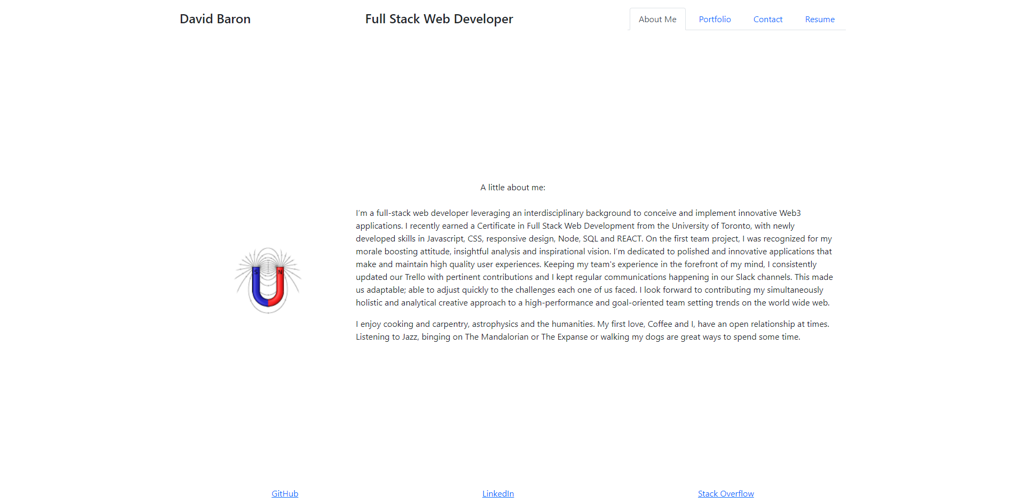 David Baron
Full Stack Web Developer
About Me
Portfolio
Contact
Resume
A little about me:
I'm a full-stack web developer leveraging an interdisciplinary background to conceive and implement innovative Web3
applications. I recently earned a Certificate in Full Stack Web Development from the University of Toronto, with newly
developed skills in Javascript, CSS, responsive design, Node, SQL and REACT. On the first team project, I was recognized for my
morale boosting attitude, insightful analysis and inspirational vision. I'm dedicated to polished and innovative applications that
make and maintain high quality user experiences. Keeping my team's experience in the forefront of my mind, I consistently
updated our Trello with pertinent contributions and I kept regular communications happening in our Slack channels. This made
us adaptable; able to adjust quickly to the challenges each one of us faced. I look forward to contributing my simultaneously
holistic and analytical creative approach to a high-performance and goal-oriented team setting trends on the world wide web.
I enjoy cooking and carpentry, astrophysics and the humanities. My first love, Coffee and I, have an open relationship at times.
Listening to Jazz, binging on The Mandalorian or The Expanse or walking my dogs are great ways to spend some time.
GitHub
LinkedIn
Stack Overflow